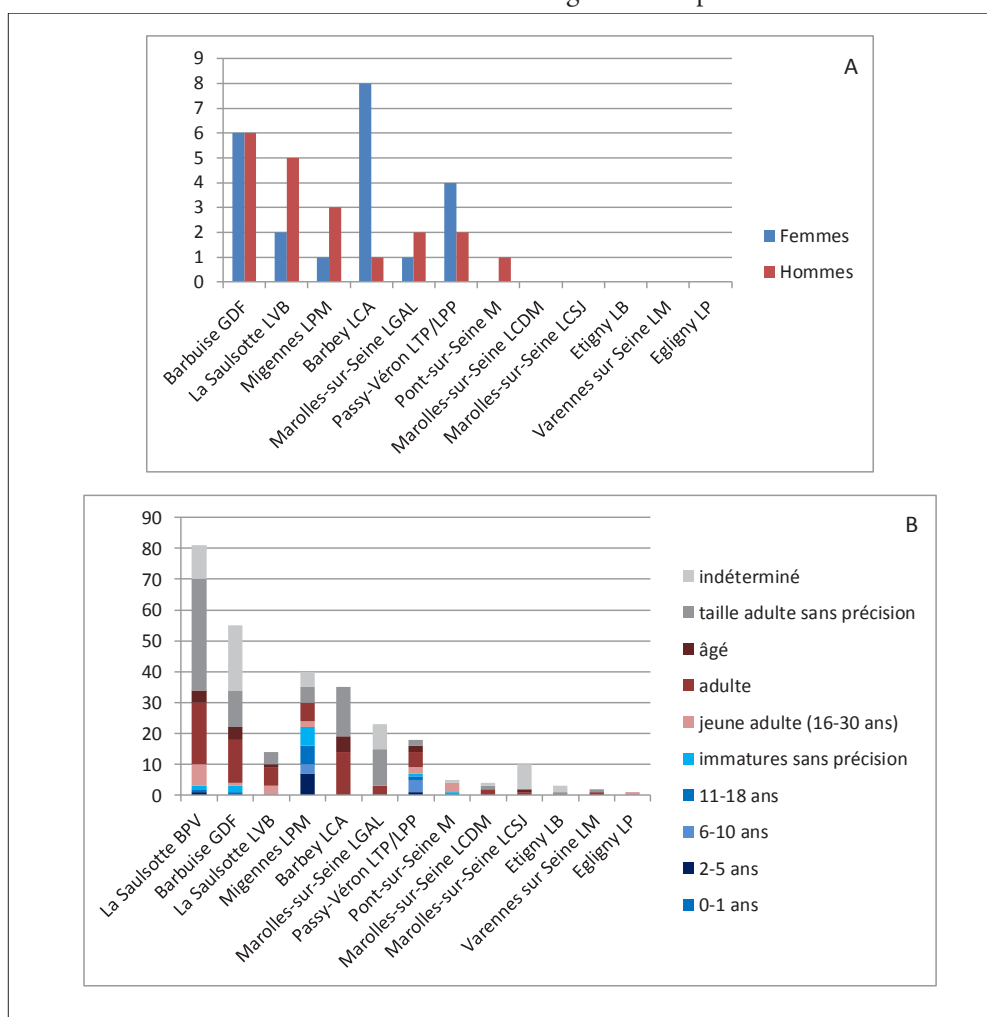 A
9
8
7
6
5
4
3
2
1
0
Femmes
Hommes
Barbuise GDF
La Saulsotte LVB
Migennes LPM
Barbey LCA
Marolles-sur-Seine LGAL
Passy-Véron LTP/LPP
Pont-sur-Seine M
Marolles-sur-Seine LCDM
Marolles-sur-Seine LCSJ
Etigny LB
Varennes sur Seine LM
Egligny LP
B
90
80
70
60
50
40
30
20
10
0
indéterminé
taille adulte sans précision
âgé
adulte
jeune adulte (16-30 ans)
immatures sans précision
11-18 ans
6-10 ans
2-5 ans
0-1 ans
La Saulsotte BPV
Barbuise GDF
La Saulsotte LVB
Migennes LPM
Barbey LCA
Marolles-sur-Seine LGAL
Passy-Véron LTP/LPP
Pont-sur-Seine M
Marolles-sur-Seine LCDM
Marolles-sur-Seine LCSJ
Etigny LB
Varennes sur Seine LM
Egligny LP